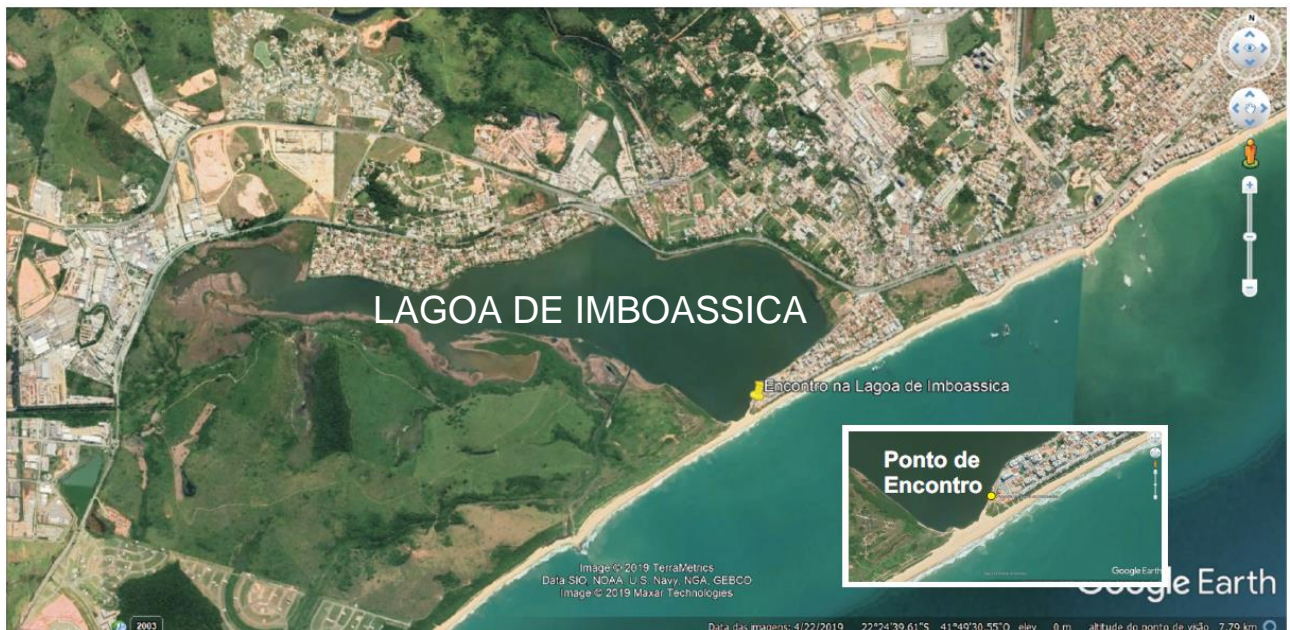 N
LAGOA DE IMBOASSICA
Encontro na Lagoa de Imboassica
Ponto de
Encontro
Google Earth
Image © 2019 TerraMetrics
Data SIO, NOAA, U.S. Navy, NGA, GEBCO
Image © 2019 Maxar Technologies
Google Earth
2003
Data das imagens: 4/22/2019 22°24'39.61"S 41°49'30.55"O elev 0 m altitude do ponto de visão 7.79 km